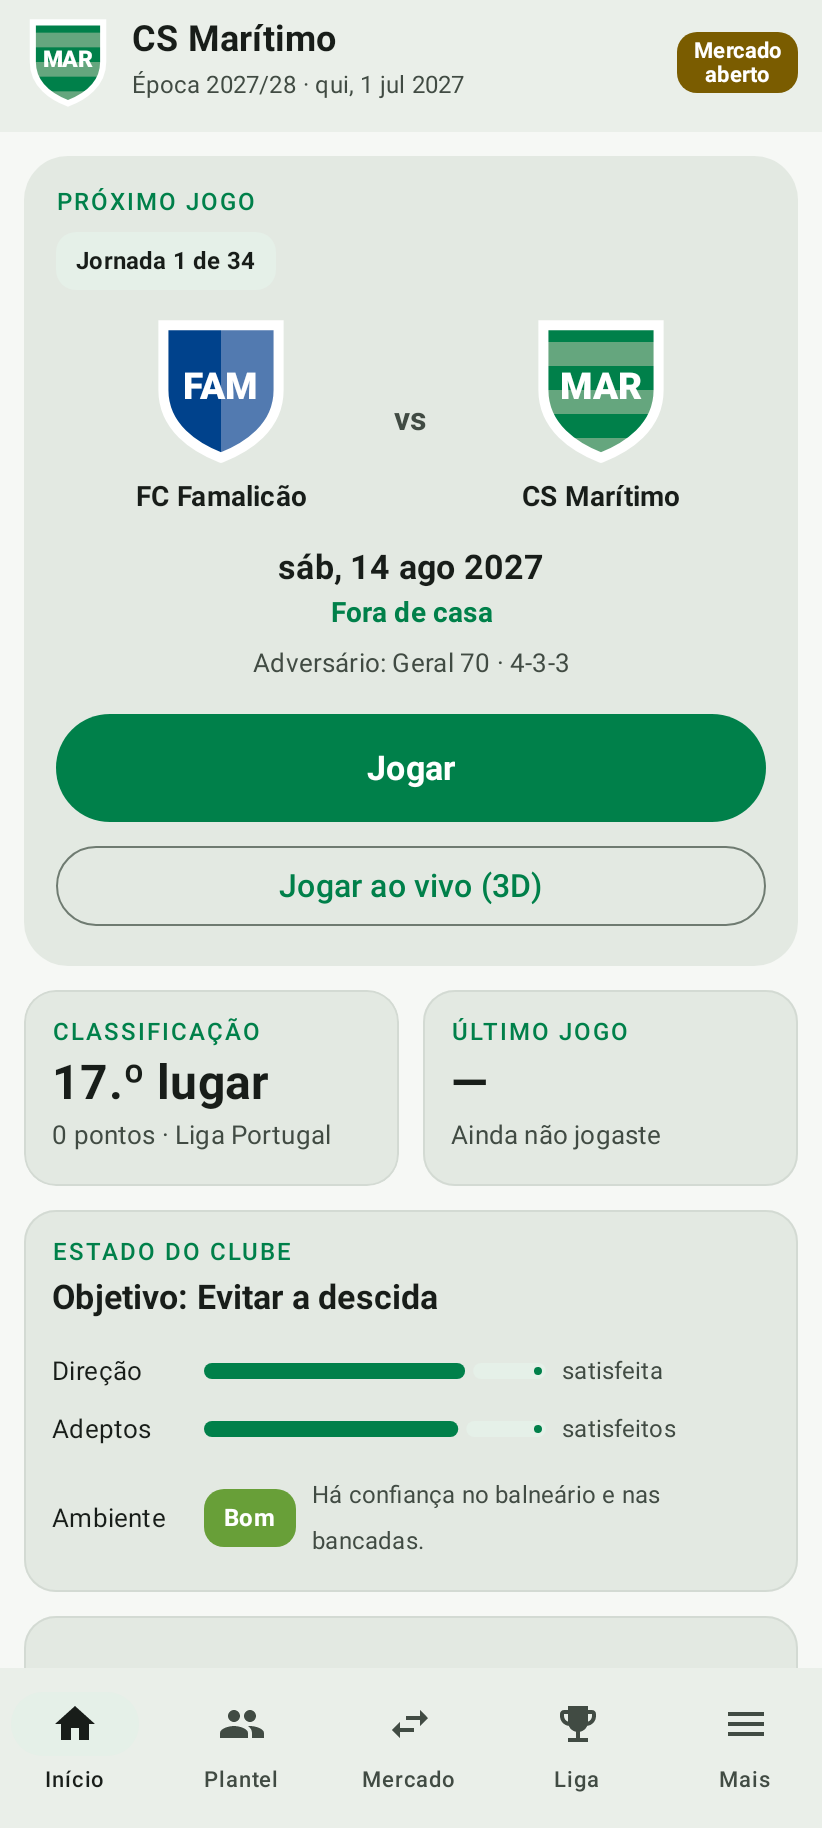 MAR
CS Marítimo
Época 2027/28 · qui, 1 jul 2027
Mercado
aberto
PRÓXIMO JOGO
Jornada 1 de 34
FAM
vs
MAR
FC Famalicão
CS Marítimo
sáb, 14 ago 2027
Fora de casa
Adversário: Geral 70 · 4-3-3
Jogar
Jogar ao vivo (3D)
CLASSIFICAÇÃO
17.º lugar
0 pontos · Liga Portugal
ÚLTIMO JOGO
—
Ainda não jogaste
ESTADO DO CLUBE
Objetivo: Evitar a descida
Direção
satisfeita
Adeptos
satisfeitos
Ambiente
Bom
Há confiança no balneário e nas
bancadas.
Início
Plantel
Mercado
Liga
Mais